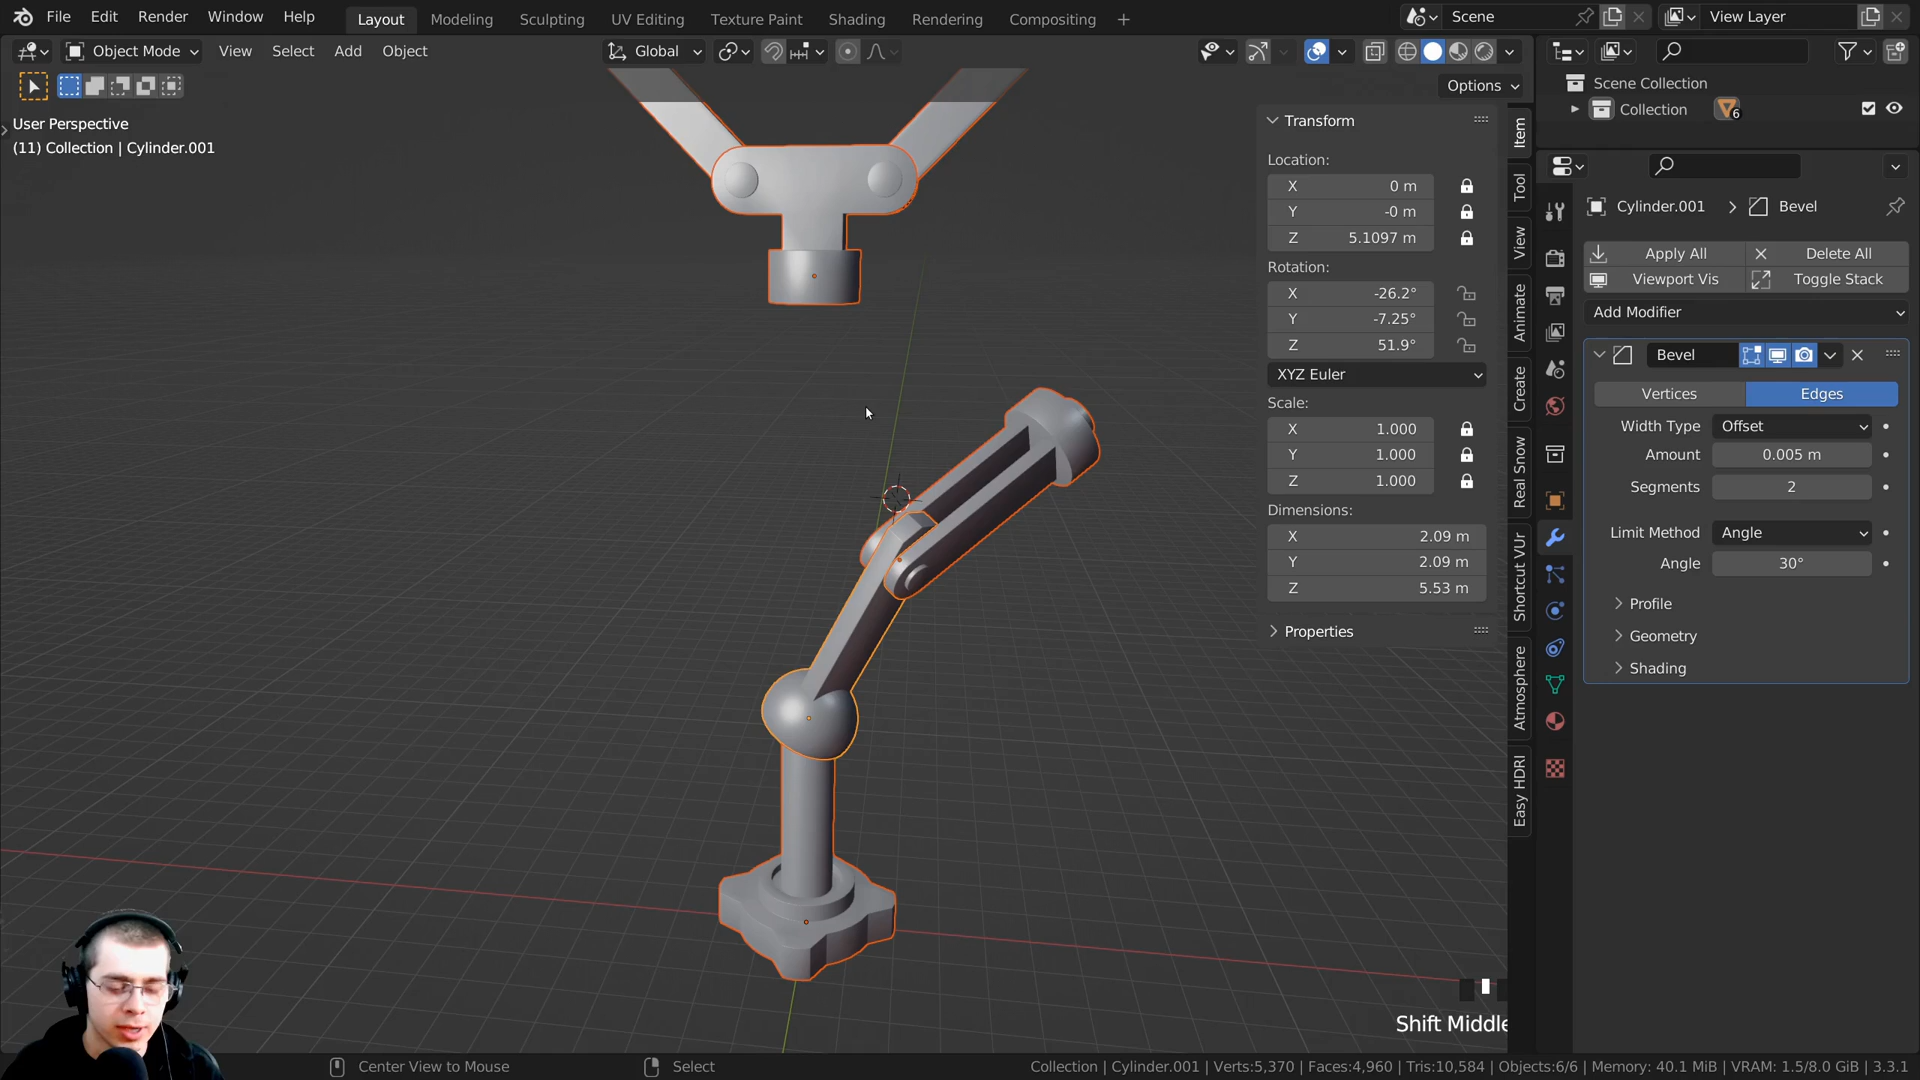 File Edit Render Window Help
Layout Modeling Sculpting UV Editing Texture Paint Shading Rendering Compositing
Scene
View Layer
Object Mode View Select Add Object
Global
Options
User Perspective
(11) Collection | Cylinder.001
Transform
Location:
X 0 m
Y -0 m
Z 5.1097 m
Rotation:
X -26.2°
Y -7.25°
Z 51.9°
XYZ Euler
Scale:
X 1.000
Y 1.000
Z 1.000
Dimensions:
X 2.09 m
Y 2.09 m
Z 5.53 m
Properties
Item
Tool
View
Animate
Create
Real Snow
Shortcut VUr
Atmosphere
Easy HDRI
Scene Collection
Collection 6
Cylinder.001 Bevel
Apply All Delete All
Viewport Vis Toggle Stack
Add Modifier
Bevel
Vertices Edges
Width Type Offset
Amount 0.005 m
Segments 2
Limit Method Angle
Angle 30°
Profile
Geometry
Shading
Shift Middle
Center View to Mouse
Select
Collection | Cylinder.001 | Verts:5,370 | Faces:4,960 | Tris:10,584 | Objects:6/6 | Memory: 40.1 MiB | VRAM: 1.5/8.0 GiB | 3.3.1